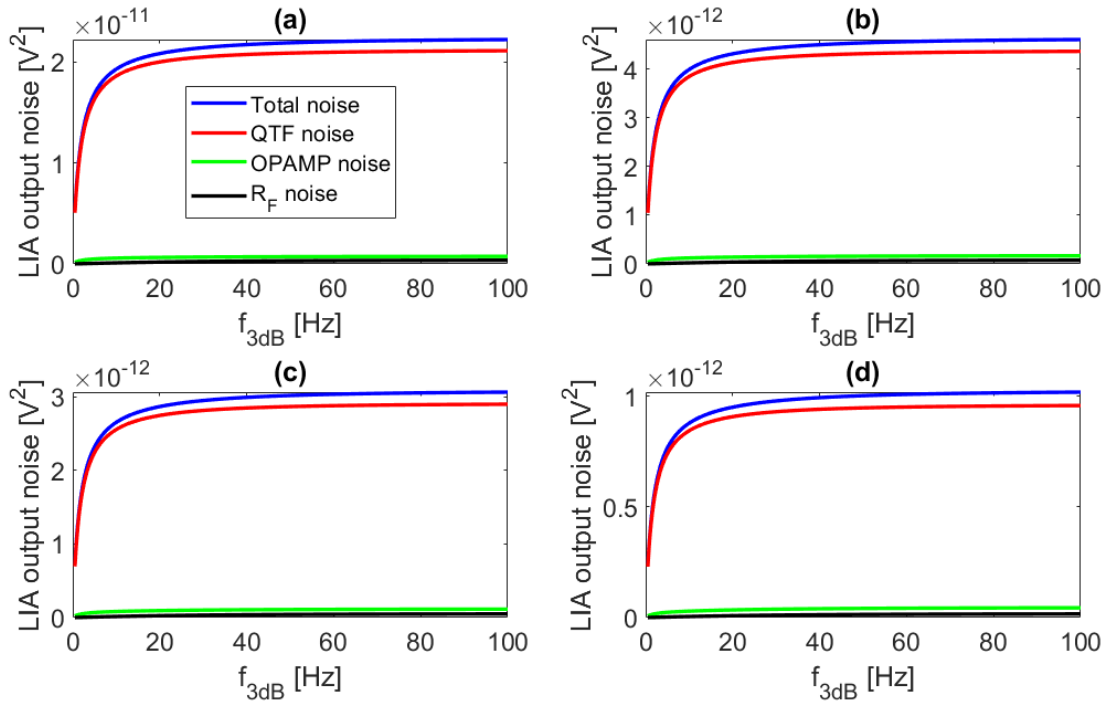 (a)
×10^-11
LIA output noise [V^2]
2
1
0
0 20 40 60 80 100
f_3dB [Hz]
Total noise
QTF noise
OPAMP noise
R_F noise
(b)
×10^-12
LIA output noise [V^2]
4
3
2
1
0
0 20 40 60 80 100
f_3dB [Hz]
(c)
×10^-12
LIA output noise [V^2]
3
2
1
0
0 20 40 60 80 100
f_3dB [Hz]
(d)
×10^-12
LIA output noise [V^2]
1
0.5
0
0 20 40 60 80 100
f_3dB [Hz]